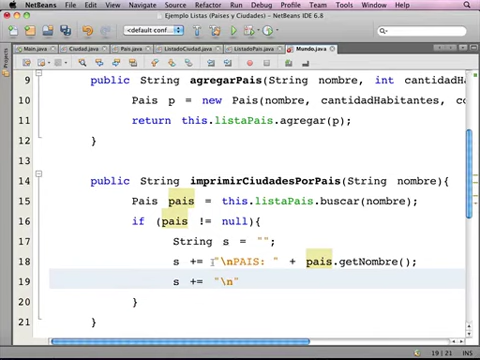 NetBeans File Edit View Navigate Source Refactor Run Debug Profile Team Tools Window Help
Ejemplo Listas (Paises y Ciudades) - NetBeans IDE 6.8
<default conf...
Main.java Ciudad.java Pais.java ListadoCiudad.java ListadoPais.java Mundo.java
Projects
9 public String agregarPais(String nombre, int cantidadHa
10 Pais p = new Pais(nombre, cantidadHabitantes, co
11 return this.listaPais.agregar(p);
12 }
13
14 public String imprimirCiudadesPorPais(String nombre){
15 Pais pais = this.listaPais.buscar(nombre);
16 if (pais != null){
17 String s = "";
18 s += "\nPAIS: " + pais.getNombre();
19 s += "\n"
20 }
21
19 | 21 INS